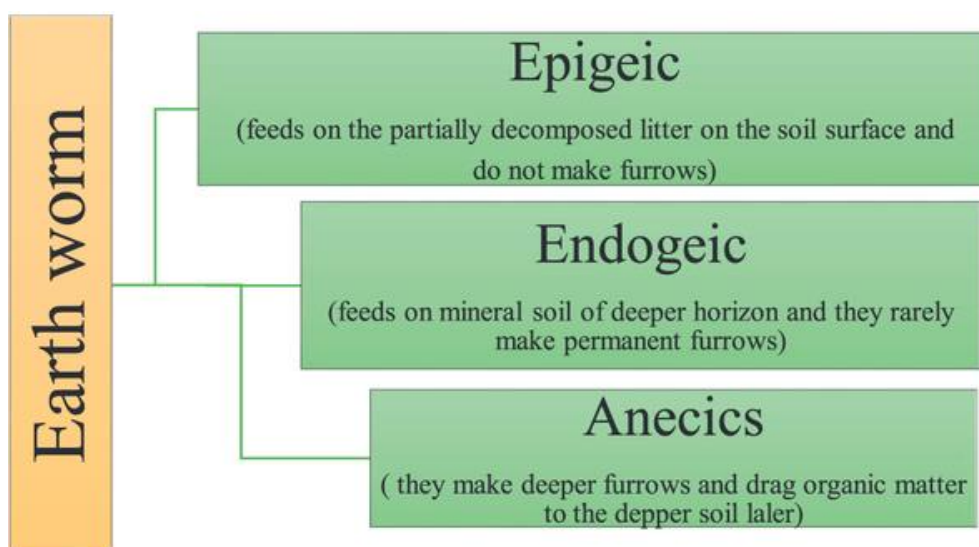 Earth worm
Epigeic
(feeds on the partially decomposed litter on the soil surface and
do not make furrows)
Endogeic
(feeds on mineral soil of deeper horizon and they rarely
make permanent furrows)
Anecics
( they make deeper furrows and drag organic matter
to the depper soil laler)